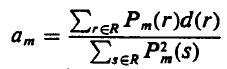 a_m = \frac{\sum_{r \in R} P_m(r) d(r)}{\sum_{s \in R} P_m^2(s)}